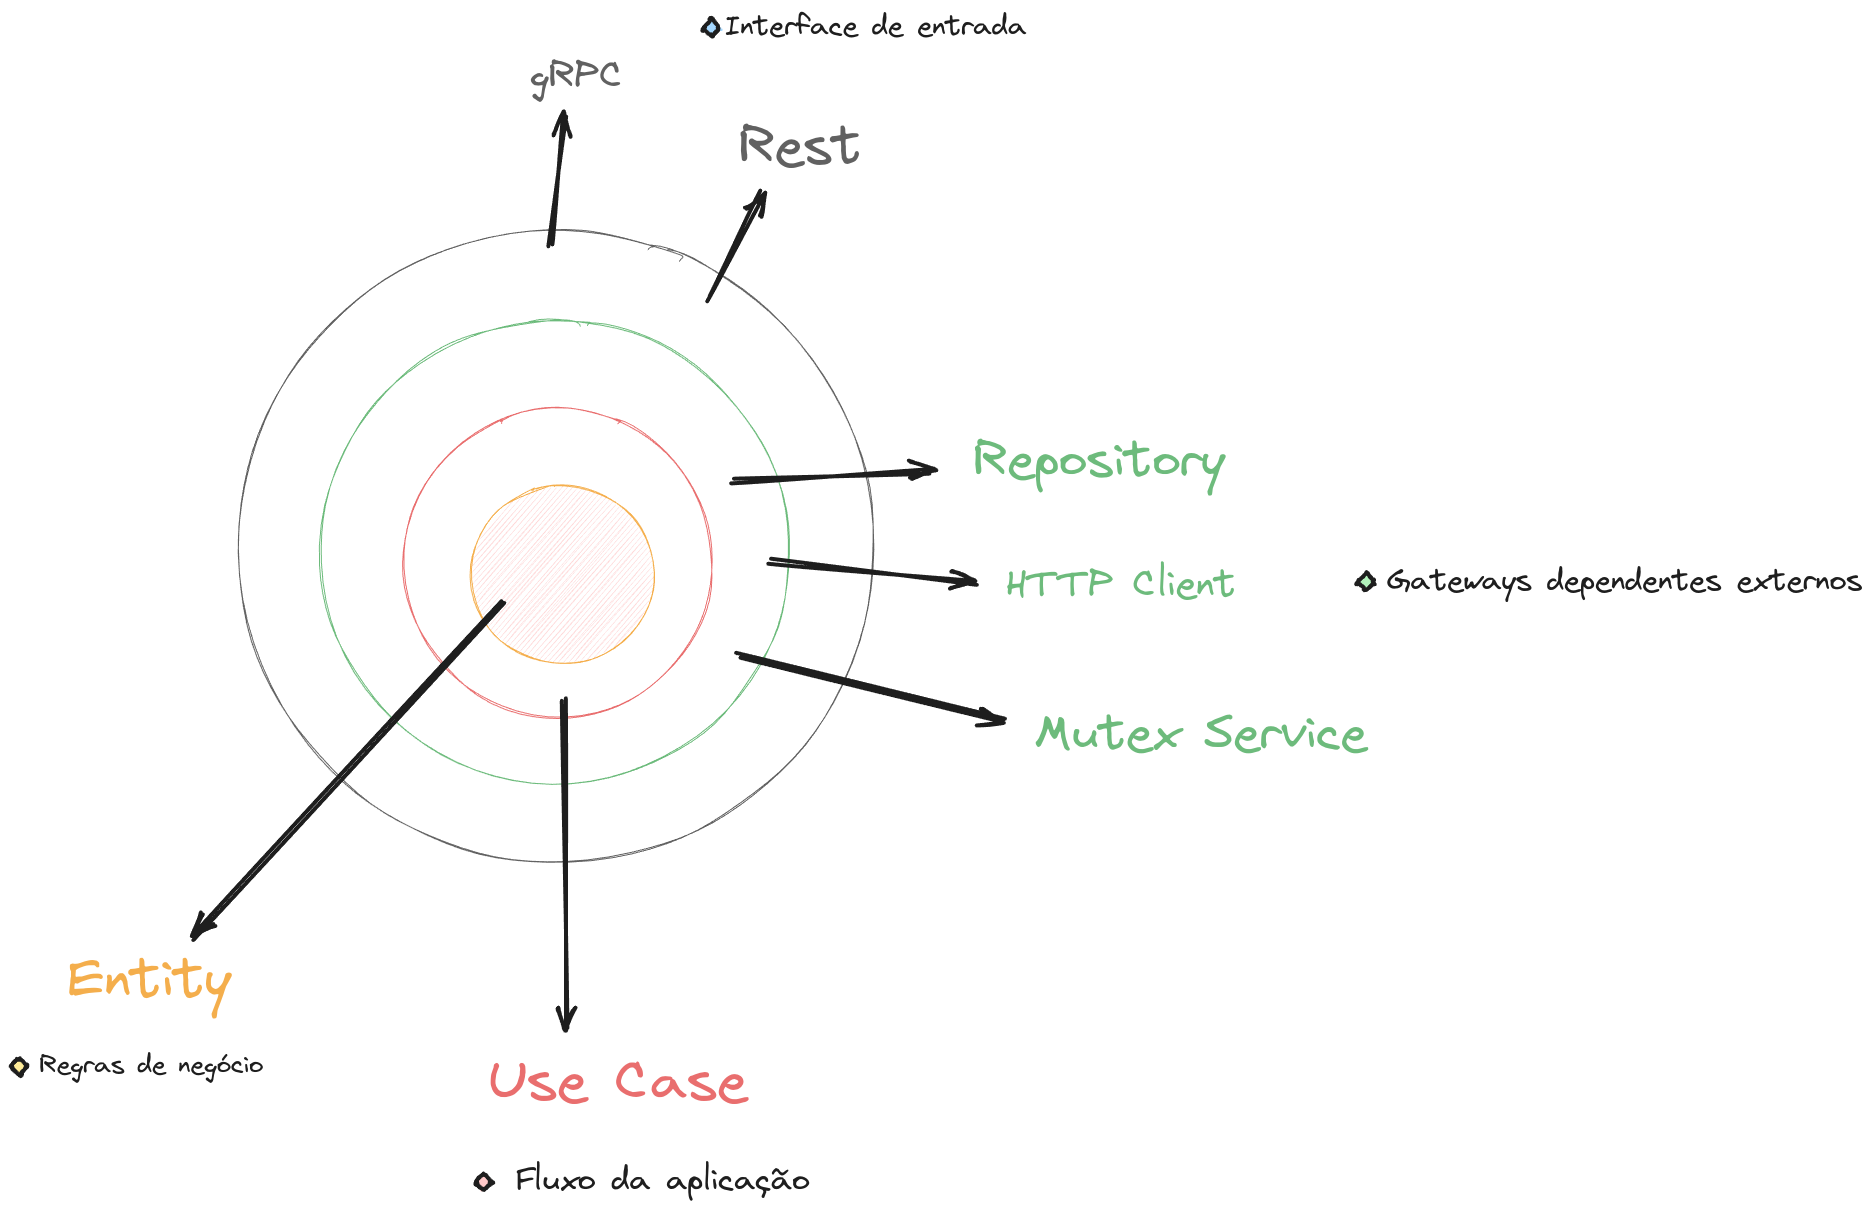 Interface de entrada
gRPC
Rest
Repository
HTTP Client
Gateways dependentes externos
Mutex Service
Entity
Regras de negócio
Use Case
Fluxo da aplicação